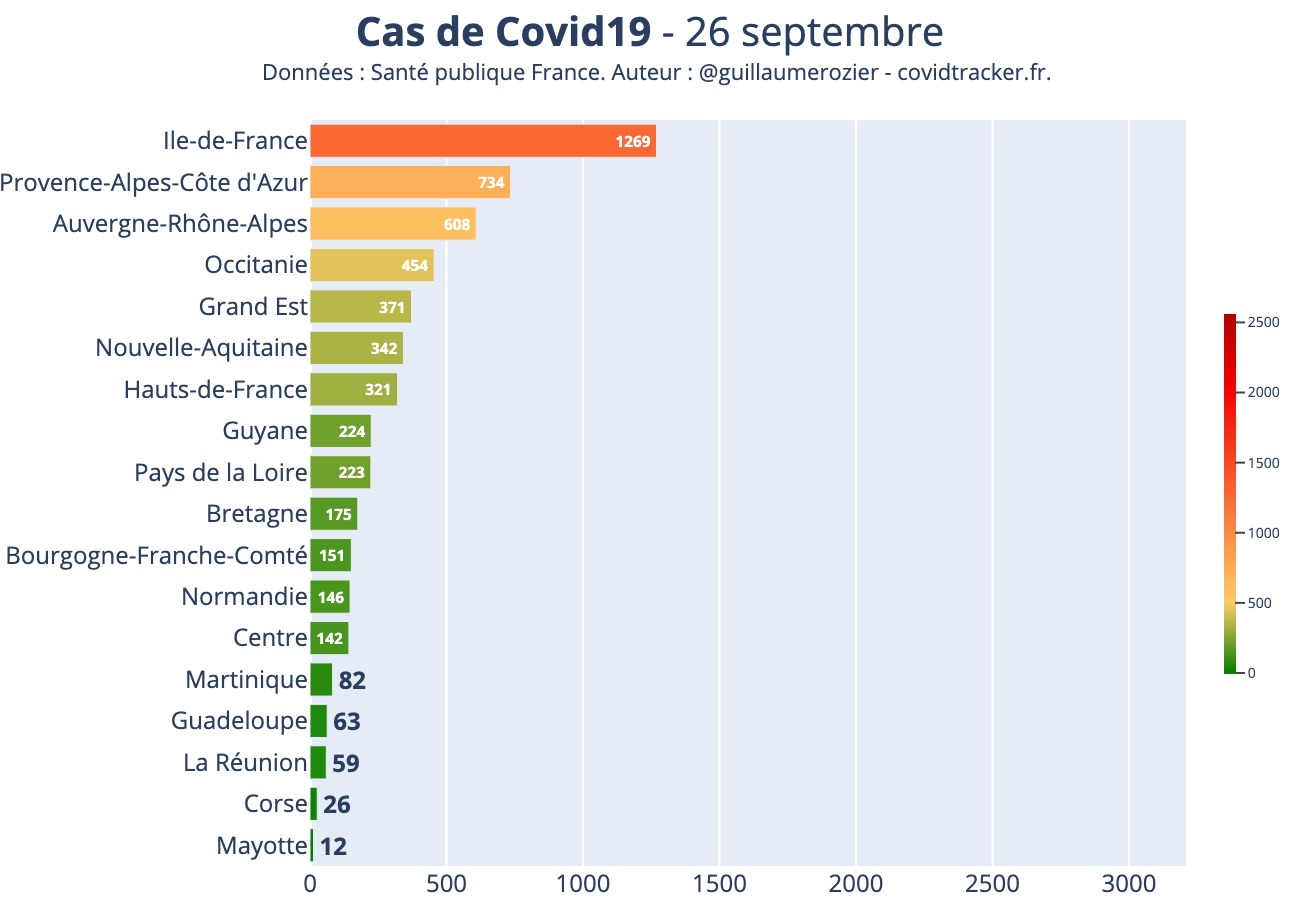 Cas de Covid19 - 26 septembre
Données : Santé publique France. Auteur : @guillaumerozier - covidtracker.fr.
Ile-de-France 1269
Provence-Alpes-Côte d'Azur 734
Auvergne-Rhône-Alpes 608
Occitanie 454
Grand Est 371
Nouvelle-Aquitaine 342
Hauts-de-France 321
Guyane 224
Pays de la Loire 223
Bretagne 175
Bourgogne-Franche-Comté 151
Normandie 146
Centre 142
Martinique 82
Guadeloupe 63
La Réunion 59
Corse 26
Mayotte 12
0 500 1000 1500 2000 2500 3000
2500
2000
1500
1000
500
0